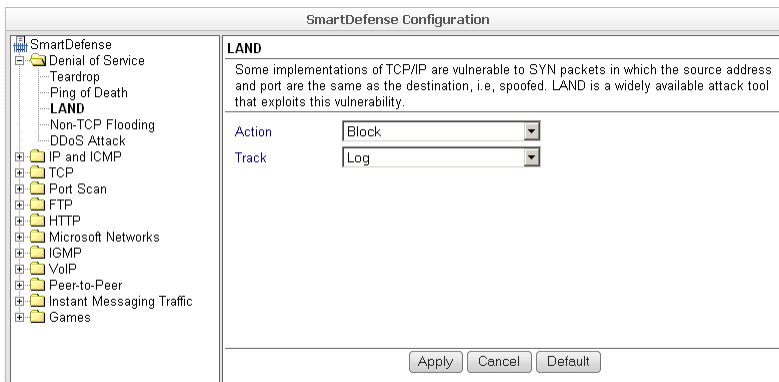 SmartDefense Configuration
SmartDefense
Denial of Service
Teardrop
Ping of Death
LAND
Non-TCP Flooding
DDoS Attack
IP and ICMP
TCP
Port Scan
FTP
HTTP
Microsoft Networks
IGMP
VoIP
Peer-to-Peer
Instant Messaging Traffic
Games
LAND
Some implementations of TCP/IP are vulnerable to SYN packets in which the source address
and port are the same as the destination, i.e, spoofed. LAND is a widely available attack tool
that exploits this vulnerability.
Action Block
Track Log
Apply Cancel Default